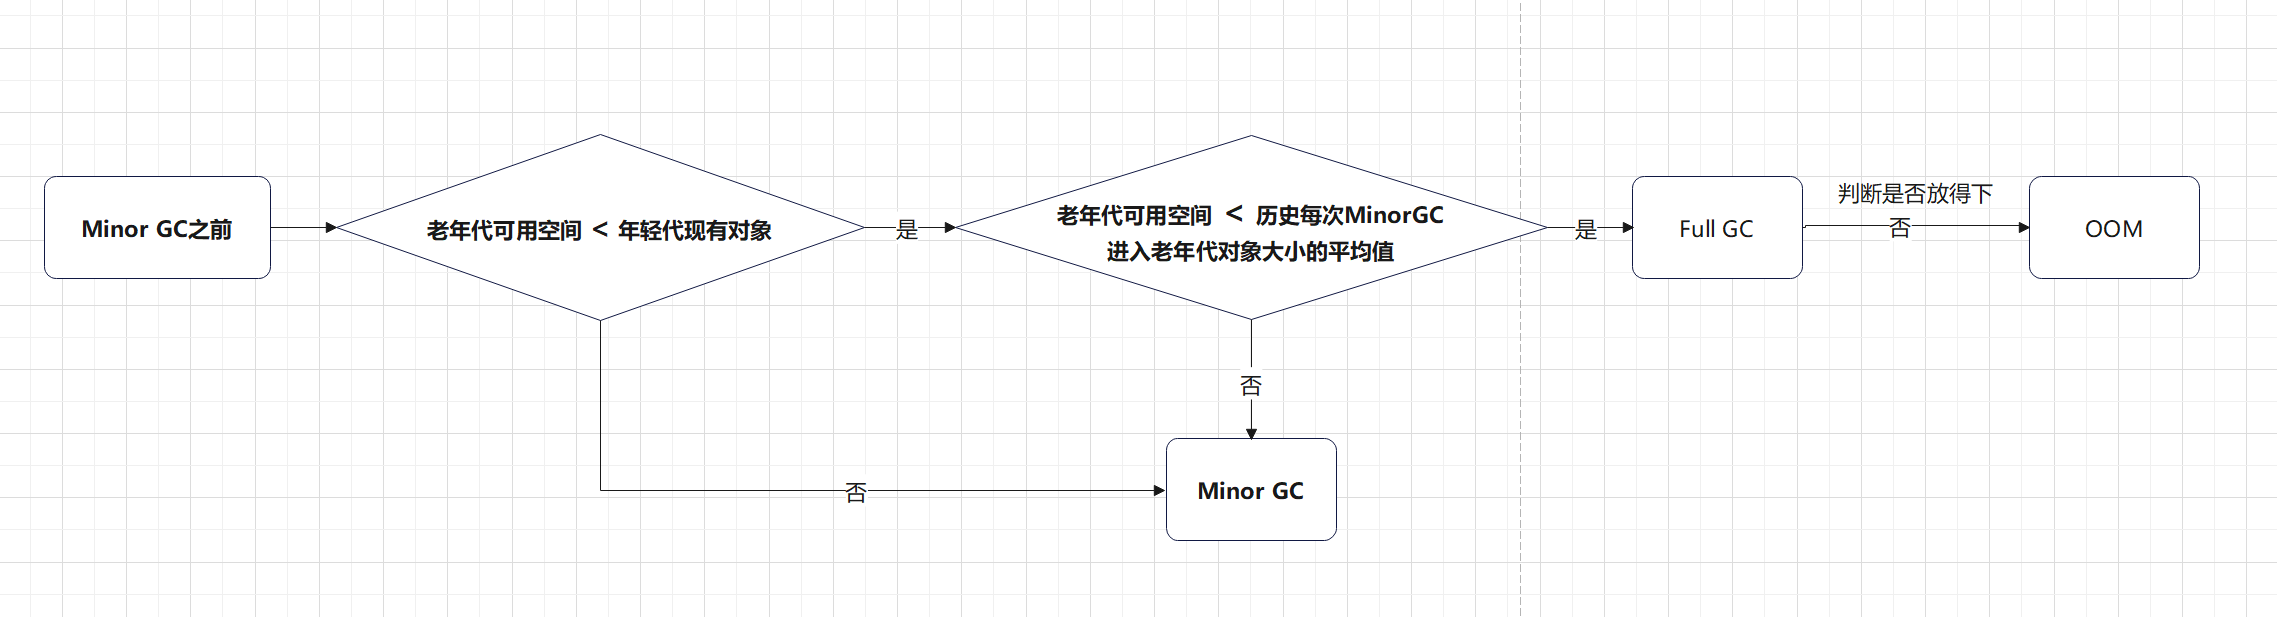 Minor GC之前
老年代可用空间 < 年轻代现有对象
是
老年代可用空间 < 历史每次MinorGC
进入老年代对象大小的平均值
是
Full GC
判断是否放得下
否
OOM
否
否
Minor GC